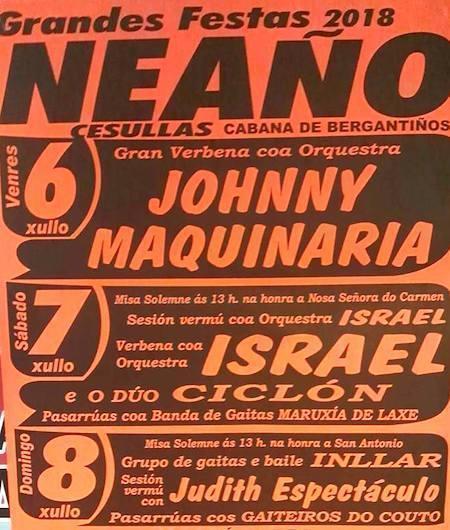 Grandes Festas 2018
NEAÑO
CESULLAS CABANA DE BERGANTIÑOS
Venres 6 xullo
Gran Verbena coa Orquestra
JOHNNY
MAQUINARIA
Sábado 7 xullo
Misa Solemne ás 13 h. na honra a Nosa Señora do Carmen
Sesión vermú coa Orquestra ISRAEL
Verbena coa Orquestra ISRAEL
e o DÚO CICLÓN
Pasarrúas coa Banda de Gaitas MARUXÍA DE LAXE
Domingo 8 xullo
Misa Solemne ás 13 h. na honra a San Antonio
Grupo de gaitas e baile INLLAR
Sesión vermú con Judith Espectáculo
Pasarrúas cos GAITEIROS DO COUTO